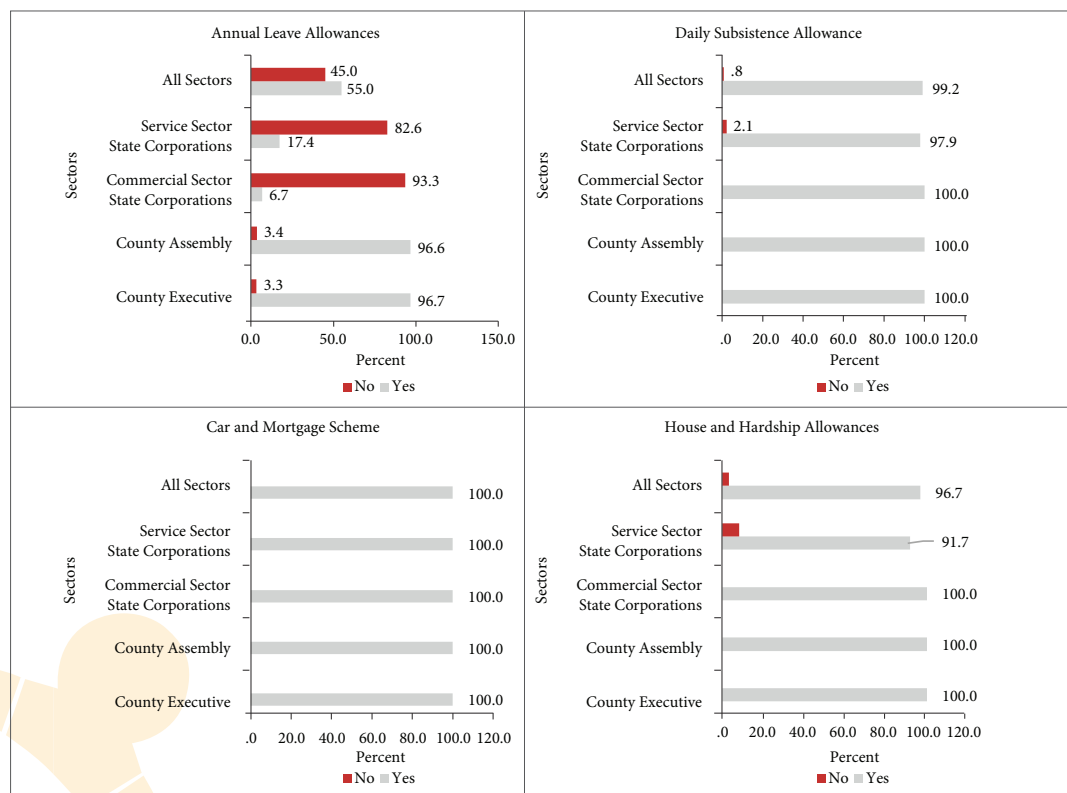 Annual Leave Allowances
Sectors
All Sectors
45.0
55.0
Service Sector
State Corporations
82.6
17.4
Commercial Sector
State Corporations
93.3
6.7
County Assembly
3.4
96.6
County Executive
3.3
96.7
0.0 50.0 100.0 150.0
Percent
No Yes
Daily Subsistence Allowance
Sectors
All Sectors
.8
99.2
Service Sector
State Corporations
2.1
97.9
Commercial Sector
State Corporations
100.0
County Assembly
100.0
County Executive
100.0
.0 20.0 40.0 60.0 80.0 100.0 120.0
Percent
No Yes
Car and Mortgage Scheme
Sectors
All Sectors
100.0
Service Sector
State Corporations
100.0
Commercial Sector
State Corporations
100.0
County Assembly
100.0
County Executive
100.0
.0 20.0 40.0 60.0 80.0 100.0 120.0
Percent
No Yes
House and Hardship Allowances
Sectors
All Sectors
96.7
Service Sector
State Corporations
91.7
Commercial Sector
State Corporations
100.0
County Assembly
100.0
County Executive
100.0
.0 20.0 40.0 60.0 80.0 100.0 120.0
Percent
No Yes